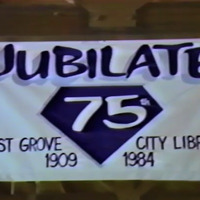 JUBILATE
75th
ST GROVE CITY LIBR
1909 1984